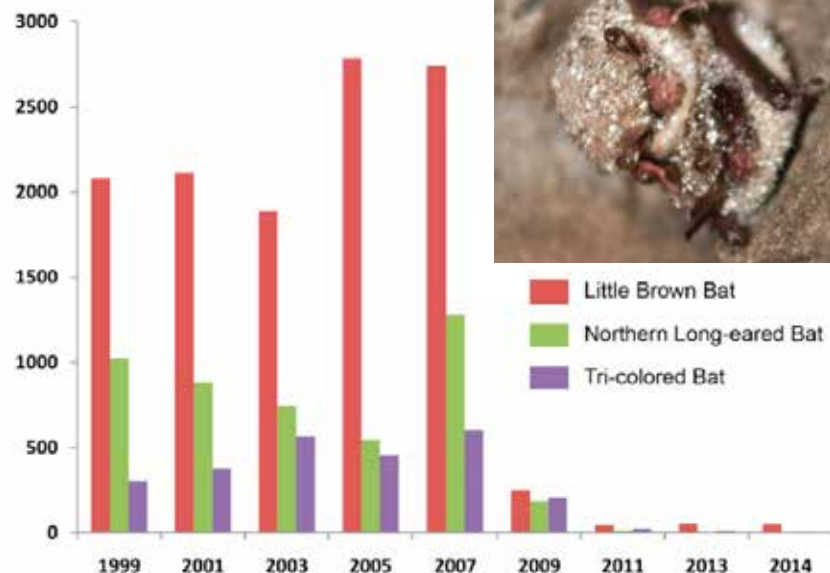 3000
2500
2000
1500
1000
500
0
1999 2001 2003 2005 2007 2009 2011 2013 2014
Little Brown Bat
Northern Long-eared Bat
Tri-colored Bat